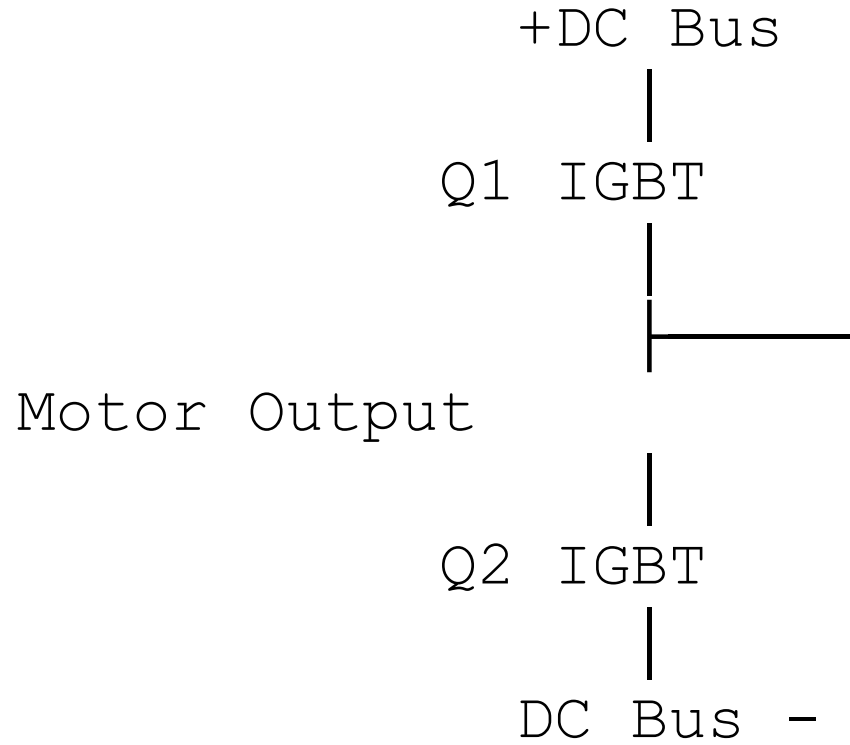 +DC Bus
Q1 IGBT
Motor Output
Q2 IGBT
DC Bus -